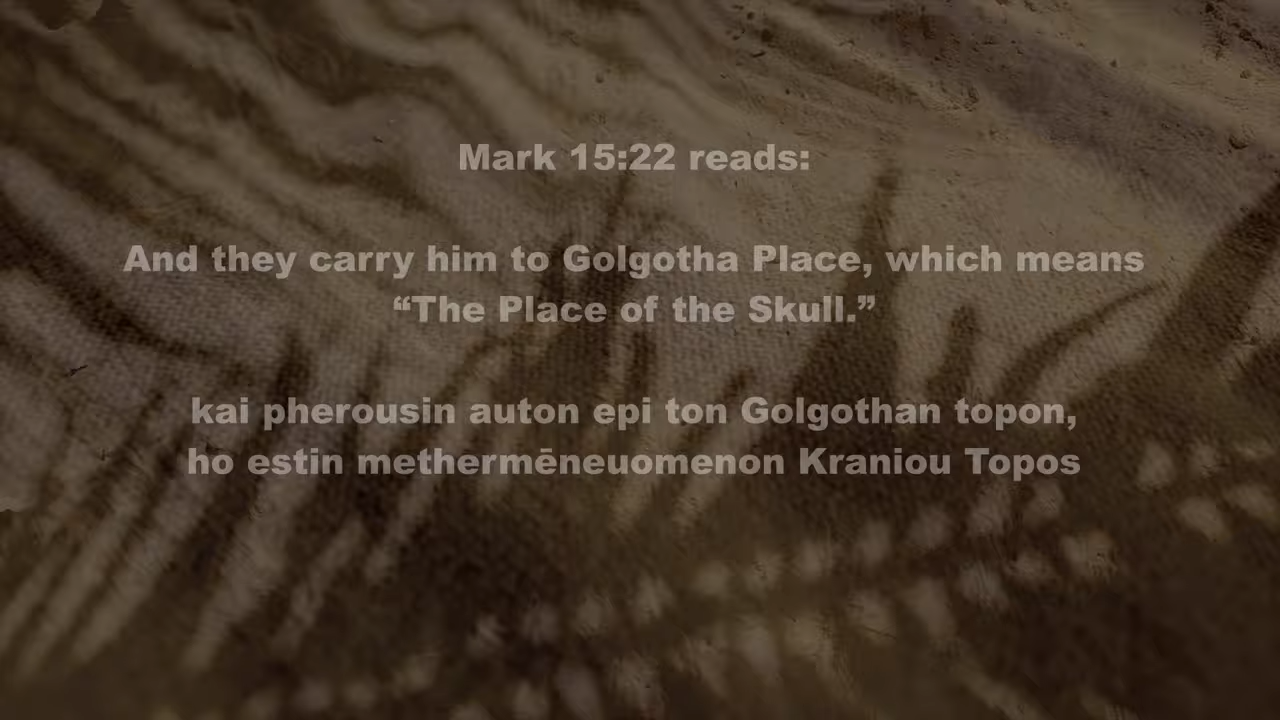 Mark 15:22 reads:
And they carry him to Golgotha Place, which means
“The Place of the Skull.”
kai pherousin auton epi ton Golgothan topon,
ho estin methermēneuomenon Kraniou Topos